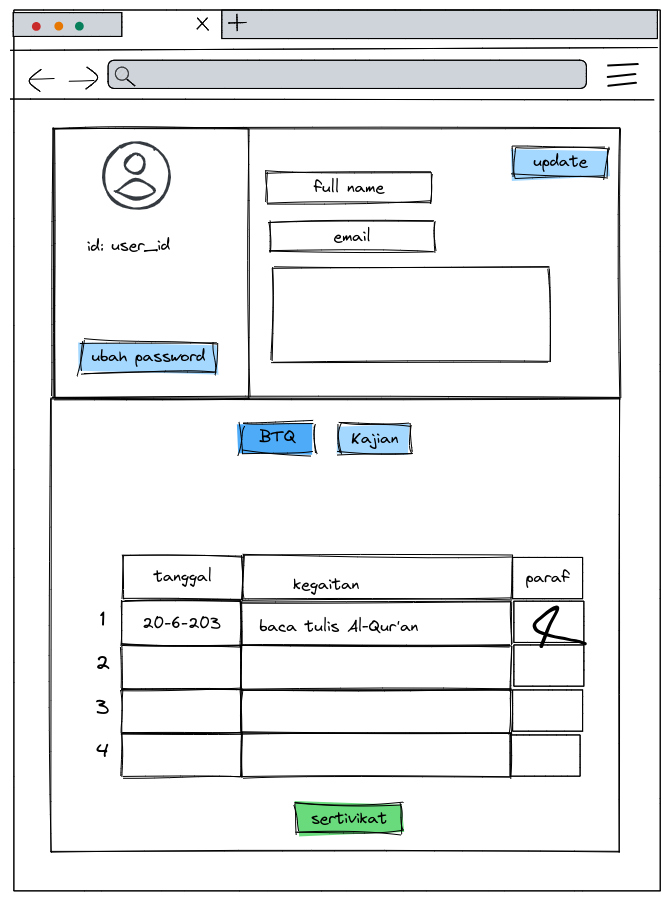 update
full name
email
id: user_id
ubah password
BTQ
Kajian
tanggal
kegaitan
paraf
1
20-6-203
baca tulis Al-Qur'an
2
3
4
sertivikat